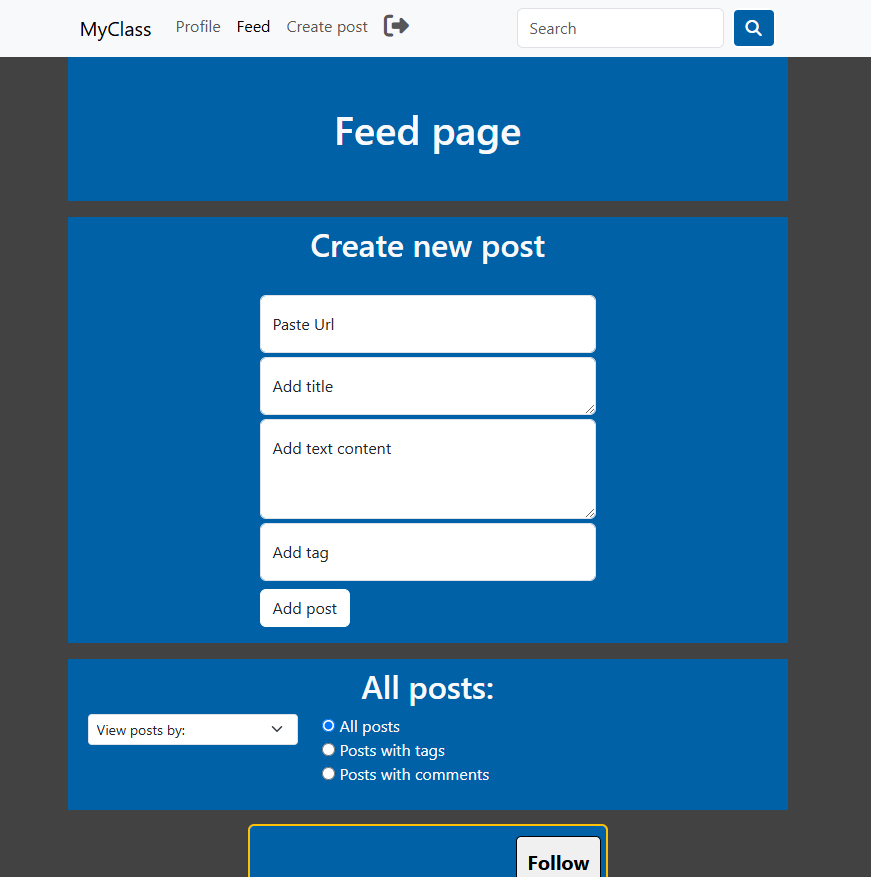 MyClass Profile Feed Create post Search
Feed page
Create new post
Paste Url
Add title
Add text content
Add tag
Add post
All posts:
View posts by:
All posts
Posts with tags
Posts with comments
Follow